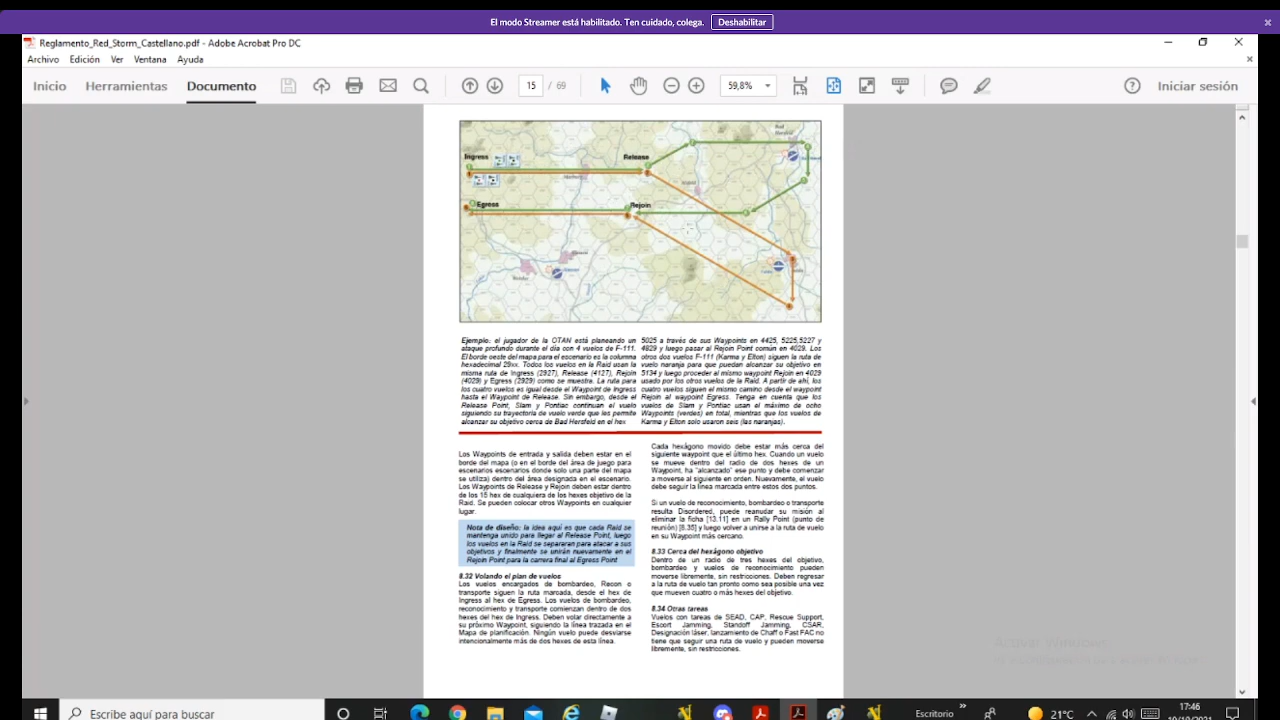 El modo Streamer está habilitado. Ten cuidado, colega. Deshabilitar
Reglamento_Red_Storm_Castellano.pdf - Adobe Acrobat Pro DC
Archivo Edición Ver Ventana Ayuda
Inicio Herramientas Documento 15 / 69 59,8% Iniciar sesión
Ingress Release
Egress Rejoin
Ejemplo: el jugador de la OTAN está planeando un
ataque profundo durante el día con 4 vuelos de F-111.
El borde oeste del mapa para el escenario es la columna
hexadecimal 29xx. Todos los vuelos en la Raid usan la
misma ruta de Ingress (2927), Release (4127), Rejoin
(4029) y Egress (2929) como se muestra. La ruta para
los cuatro vuelos es igual desde el Waypoint de Ingress
hasta el Waypoint de Release. Sin embargo, desde el
Release Point, Slam y Pontiac continuan el vuelo
siguiendo su trayectoria de vuelo verde que les permite
alcanzar su objetivo cerca de Bad Hersfeld en el hex
5025 a través de sus Waypoints en 4425, 5225,5227 y
4829 y luego pasar al Rejoin Point común en 4029. Los
otros dos vuelos F-111 (Karma y Elton) siguen la ruta de
vuelo naranja para que puedan alcanzar su objetivo en
5134 y luego proceder al mismo waypoint Rejoin en 4029
usado por los otros vuelos de la Raid. A partir de ahí, los
cuatro vuelos siguen el mismo camino desde el waypoint
Rejoin al waypoint Egress. Tenga en cuenta que los
vuelos de Slam y Pontiac usan el máximo de ocho
Waypoints (verdes) en total, mientras que los vuelos de
Karma y Elton solo usaron seis (las naranjas).
Los Waypoints de entrada y salida deben estar en el
borde del mapa (o en el borde del área de juego para
escenarios escenarios donde solo una parte del mapa
se utiliza) dentro del área designada en el escenario.
Los Waypoints de Release y Rejoin deben estar dentro
de los 15 hex de cualquiera de los hexes objetivo de la
Raid. Se pueden colocar otros Waypoints en cualquier
lugar.
Nota de diseño: la idea aquí es que cada Raid se
mantenga unido para llegar al Release Point, luego
los vuelos en la Raid se separaran para atacar a sus
objetivos y finalmente se unirán nuevamente en el
Rejoin Point para la carrera final al Egress Point
8.32 Volando el plan de vuelos
Los vuelos encargados de bombardeo, Recon o
transporte siguen la ruta marcada, desde el hex de
Ingress al hex de Egress. Los vuelos de bombardeo,
reconocimiento y transporte comienzan dentro de dos
hexes del hex de Ingress. Deben volar directamente a
su próximo Waypoint, siguiendo la línea trazada en el
Mapa de planificación. Ningún vuelo puede desviarse
intencionalmente más de dos hexes de esta línea.
Cada hexágono movido debe estar más cerca del
siguiente waypoint que el último hex. Cuando un vuelo
se mueve dentro del radio de dos hexes de un
Waypoint, ha "alcanzado" ese punto y debe comenzar
a moverse al siguiente en orden. Nuevamente, el vuelo
debe seguir la línea marcada entre estos dos puntos.
Si un vuelo de reconocimiento, bombardeo o transporte
resulta Disordered, puede reanudar su misión al
eliminar la ficha [13.11] en un Rally Point (punto de
reunión) [8.35] y luego volver a unirse a la ruta de vuelo
en su Waypoint más cercano.
8.33 Cerca del hexágono objetivo
Dentro de un radio de tres hexes del objetivo,
bombardeo y vuelos de reconocimiento pueden
moverse libremente, sin restricciones. Deben regresar
a la ruta de vuelo tan pronto como sea posible una vez
que mueven cuatro o más hexes del objetivo.
8.34 Otras tareas
Vuelos con tareas de SEAD, CAP, Rescue Support,
Escort Jamming, Standoff Jamming, CSAR,
Designación láser, lanzamiento de Chaff o Fast FAC no
tiene que seguir una ruta de vuelo y pueden moverse
libremente, sin restricciones.
Activar Windows
Escribe aquí para buscar Escritorio 21°C 17:46